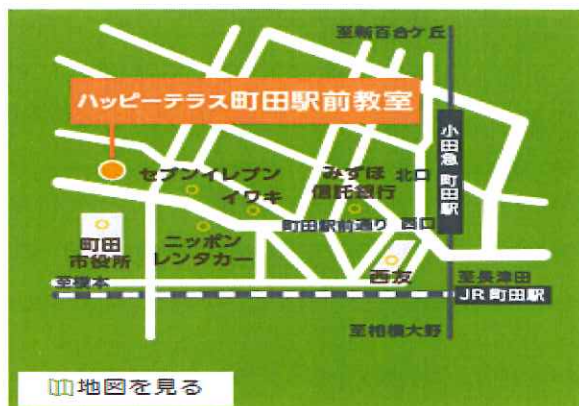 至新百合ケ丘
ハッピーテラス町田駅前教室
小田急 町田駅
セブンイレブン
みずほ
信託銀行
北口
イワキ
町田駅前通り
西口
町田
市役所
ニッポン
レンタカー
西友
至橋本
至長津田
JR町田駅
至相模大野
地図を見る